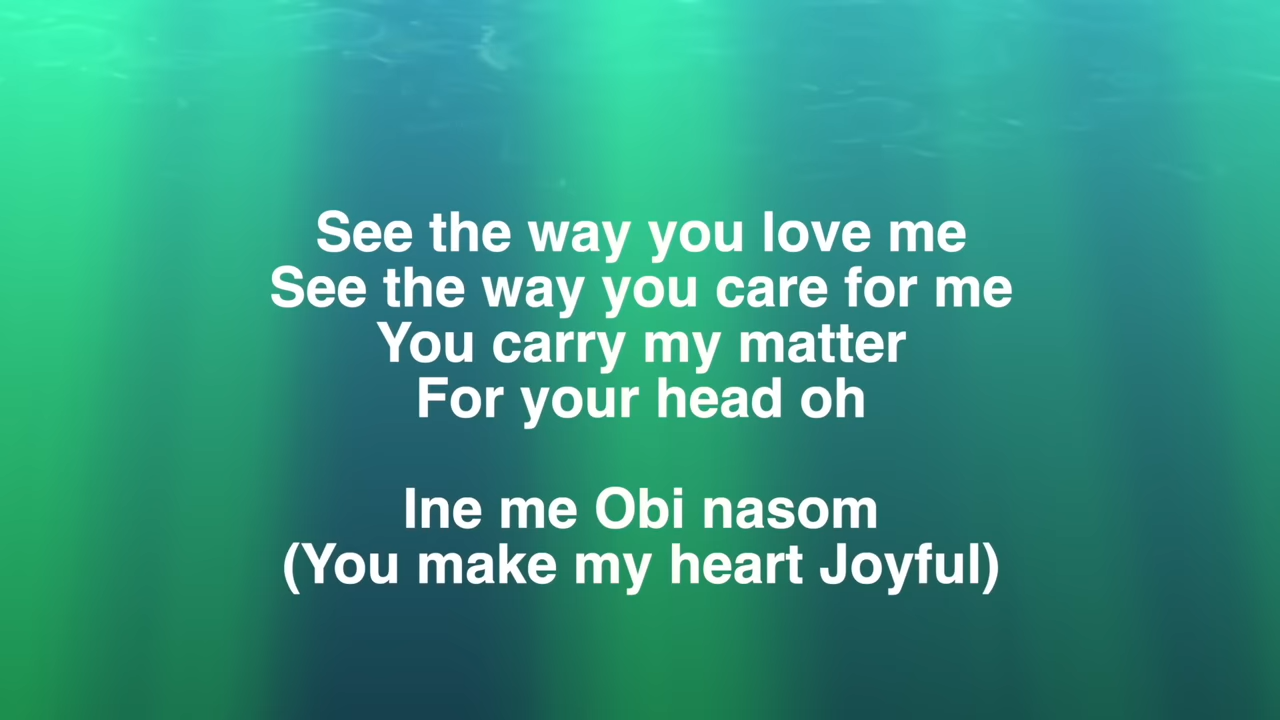 See the way you love me
See the way you care for me
You carry my matter
For your head oh
Ine me Obi nasom
(You make my heart Joyful)